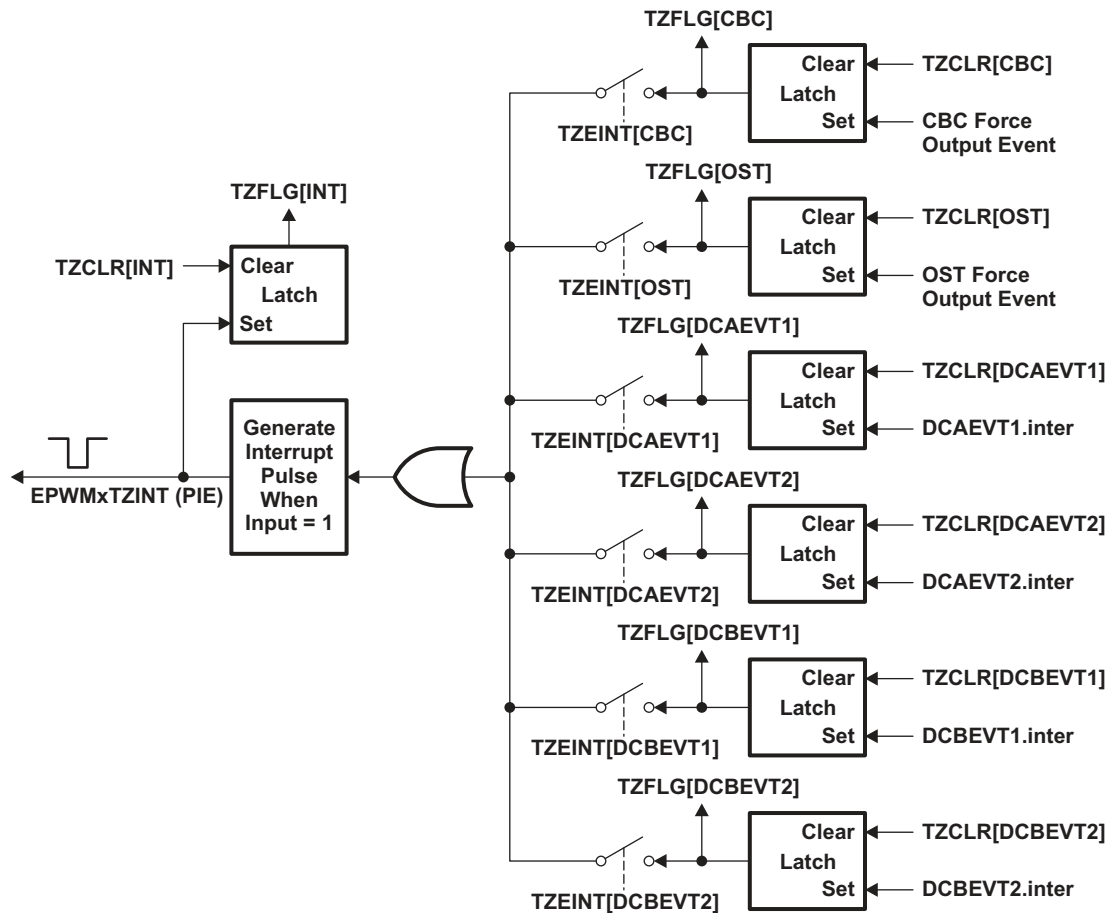 TZFLG[CBC]
Clear
Latch
Set
TZCLR[CBC]
CBC Force
Output Event
TZEINT[CBC]
TZFLG[OST]
Clear
Latch
Set
TZCLR[OST]
OST Force
Output Event
TZEINT[OST]
TZFLG[INT]
TZCLR[INT]
Clear
Latch
Set
TZFLG[DCAEVT1]
Clear
Latch
Set
TZCLR[DCAEVT1]
DCAEVT1.inter
TZEINT[DCAEVT1]
Generate
Interrupt
Pulse
When
Input = 1
EPWMxTZINT (PIE)
TZFLG[DCAEVT2]
Clear
Latch
Set
TZCLR[DCAEVT2]
DCAEVT2.inter
TZEINT[DCAEVT2]
TZFLG[DCBEVT1]
Clear
Latch
Set
TZCLR[DCBEVT1]
DCBEVT1.inter
TZEINT[DCBEVT1]
TZFLG[DCBEVT2]
Clear
Latch
Set
TZCLR[DCBEVT2]
DCBEVT2.inter
TZEINT[DCBEVT2]